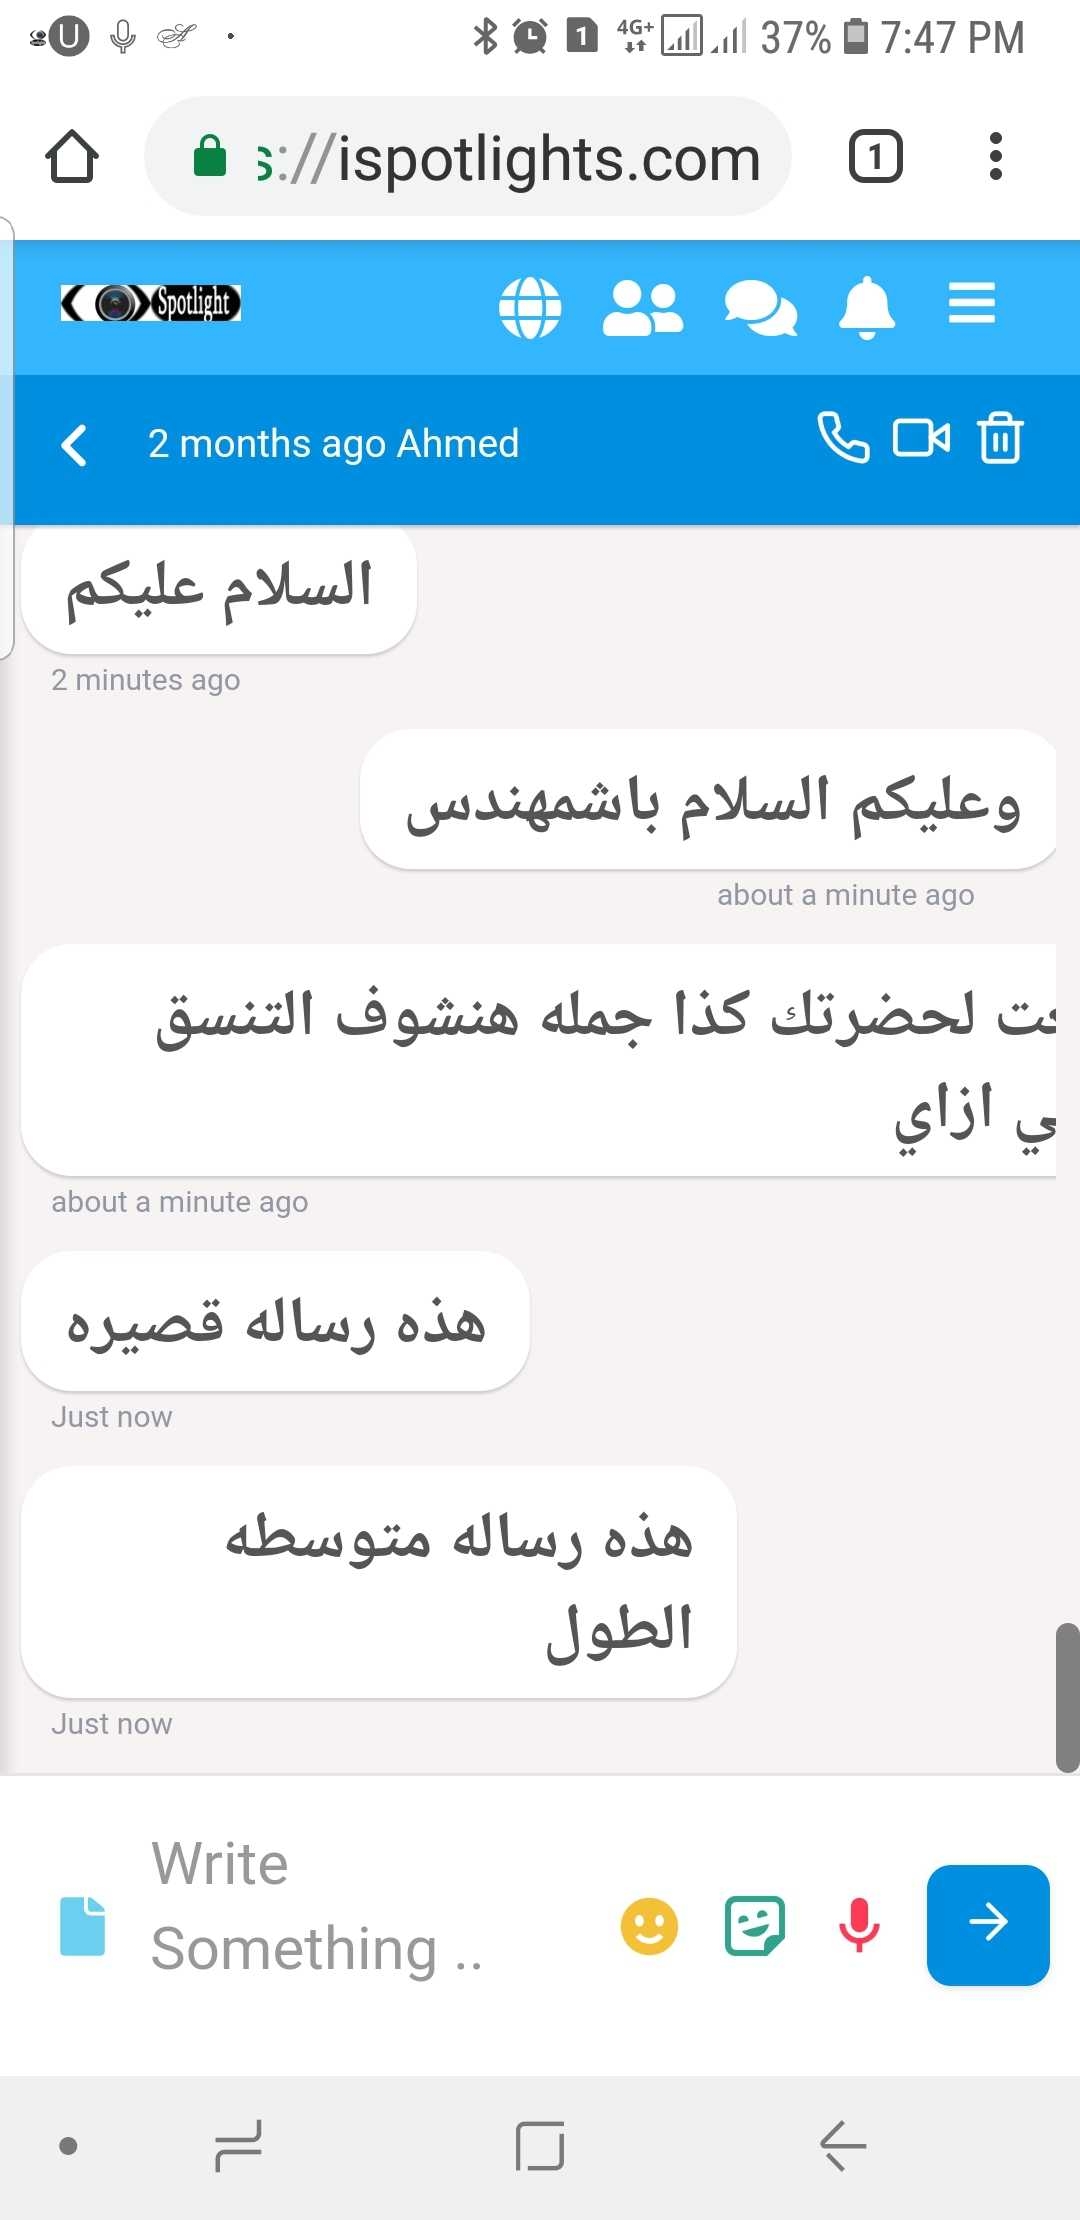 U
1 4G+ 37% 7:47 PM
s://ispotlights.com 1
Spotlight
2 months ago Ahmed
السلام عليكم
2 minutes ago
وعليكم السلام باشمهندس
about a minute ago
لحضرتك كذا جمله هنشوف التنسق
ازاي
about a minute ago
هذه رساله قصيره
Just now
هذه رساله متوسطه
الطول
Just now
Write
Something ..